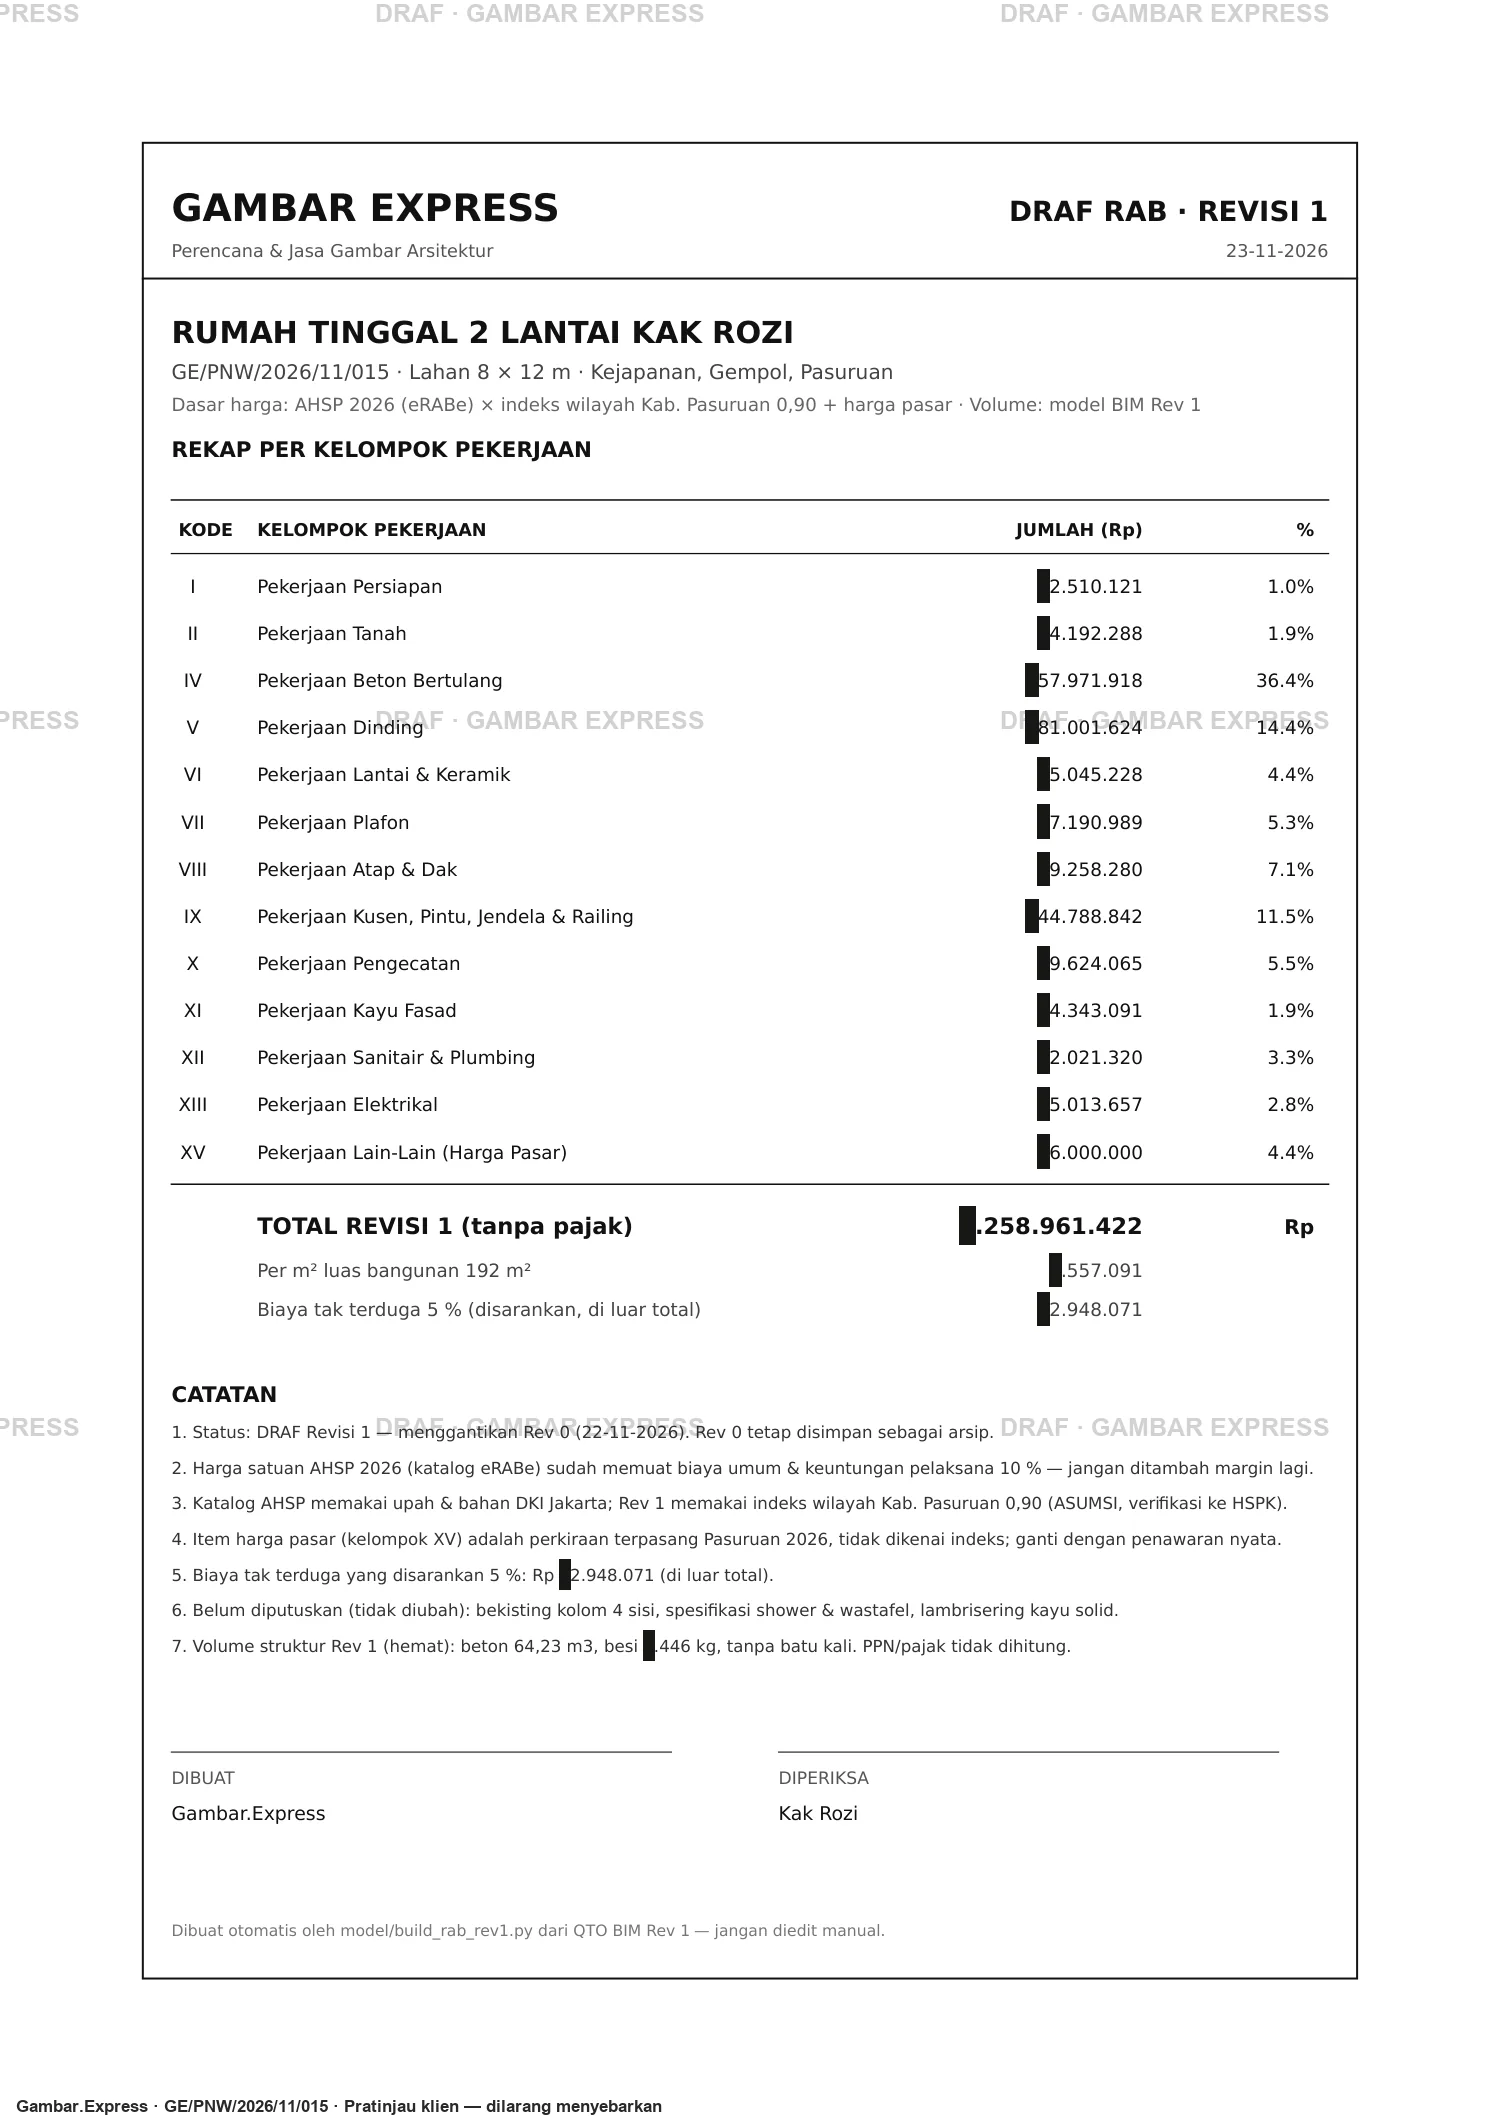 PRESS DRAF · GAMBAR EXPRESS DRAF · GAMBAR EXPRESS
GAMBAR EXPRESS DRAF RAB · REVISI 1
Perencana & Jasa Gambar Arsitektur 23-11-2026
RUMAH TINGGAL 2 LANTAI KAK ROZI
GE/PNW/2026/11/015 · Lahan 8 × 12 m · Kejapanan, Gempol, Pasuruan
Dasar harga: AHSP 2026 (eRABe) × indeks wilayah Kab. Pasuruan 0,90 + harga pasar · Volume: model BIM Rev 1
REKAP PER KELOMPOK PEKERJAAN
KODE KELOMPOK PEKERJAAN JUMLAH (Rp) %
I Pekerjaan Persiapan 2.510.121 1.0%
II Pekerjaan Tanah 4.192.288 1.9%
IV Pekerjaan Beton Bertulang 57.971.918 36.4%
PRESS DRAF · GAMBAR EXPRESS DRAF · GAMBAR EXPRESS
V Pekerjaan Dinding 81.001.624 14.4%
VI Pekerjaan Lantai & Keramik 5.045.228 4.4%
VII Pekerjaan Plafon 7.190.989 5.3%
VIII Pekerjaan Atap & Dak 9.258.280 7.1%
IX Pekerjaan Kusen, Pintu, Jendela & Railing 44.788.842 11.5%
X Pekerjaan Pengecatan 9.624.065 5.5%
XI Pekerjaan Kayu Fasad 4.343.091 1.9%
XII Pekerjaan Sanitair & Plumbing 2.021.320 3.3%
XIII Pekerjaan Elektrikal 5.013.657 2.8%
XV Pekerjaan Lain-Lain (Harga Pasar) 6.000.000 4.4%
TOTAL REVISI 1 (tanpa pajak) .258.961.422 Rp
Per m² luas bangunan 192 m² .557.091
Biaya tak terduga 5 % (disarankan, di luar total) 2.948.071
CATATAN
PRESS DRAF · GAMBAR EXPRESS DRAF · GAMBAR EXPRESS
1. Status: DRAF Revisi 1 — menggantikan Rev 0 (22-11-2026). Rev 0 tetap disimpan sebagai arsip.
2. Harga satuan AHSP 2026 (katalog eRABe) sudah memuat biaya umum & keuntungan pelaksana 10 % — jangan ditambah margin lagi.
3. Katalog AHSP memakai upah & bahan DKI Jakarta; Rev 1 memakai indeks wilayah Kab. Pasuruan 0,90 (ASUMSI, verifikasi ke HSPK).
4. Item harga pasar (kelompok XV) adalah perkiraan terpasang Pasuruan 2026, tidak dikenai indeks; ganti dengan penawaran nyata.
5. Biaya tak terduga yang disarankan 5 %: Rp 2.948.071 (di luar total).
6. Belum diputuskan (tidak diubah): bekisting kolom 4 sisi, spesifikasi shower & wastafel, lambrisering kayu solid.
7. Volume struktur Rev 1 (hemat): beton 64,23 m3, besi .446 kg, tanpa batu kali. PPN/pajak tidak dihitung.
DIBUAT DIPERIKSA
Gambar.Express Kak Rozi
Dibuat otomatis oleh model/build_rab_rev1.py dari QTO BIM Rev 1 — jangan diedit manual.
Gambar.Express · GE/PNW/2026/11/015 · Pratinjau klien — dilarang menyebarkan